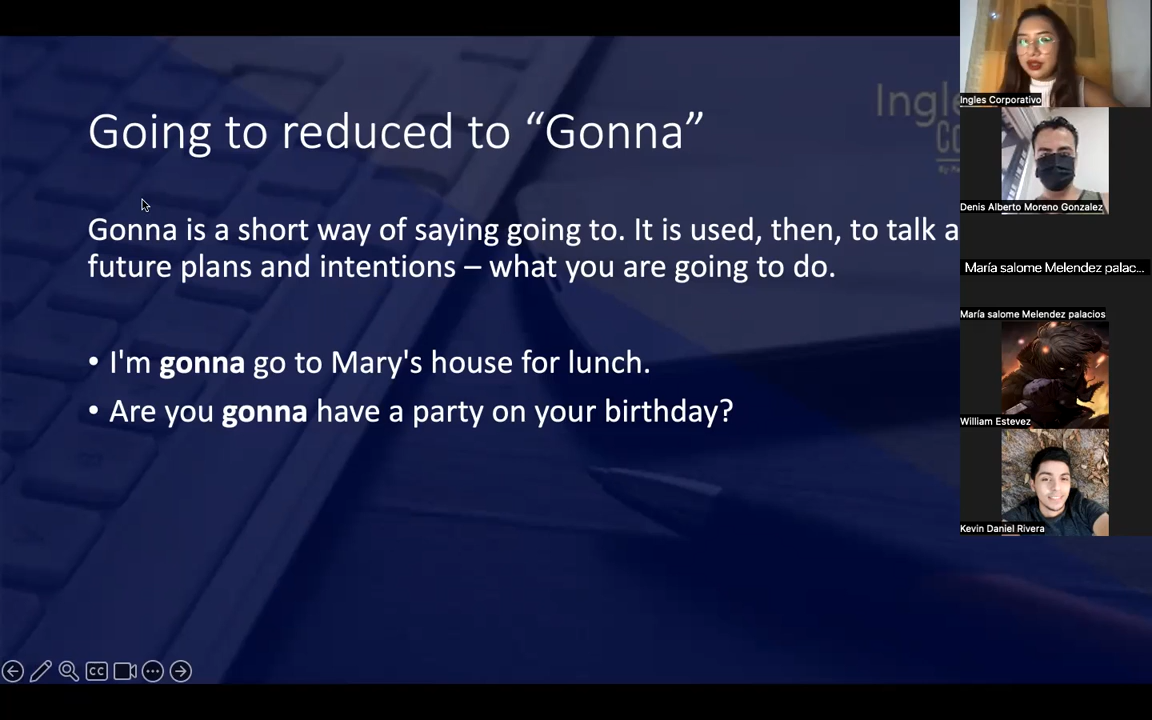 Going to reduced to “Gonna”
Gonna is a short way of saying going to. It is used, then, to talk a
future plans and intentions – what you are going to do.
• I'm gonna go to Mary's house for lunch.
• Are you gonna have a party on your birthday?
Ingl
Ingles Corporativo
Denis Alberto Moreno Gonzalez
María salome Melendez palac...
María salome Melendez palacios
William Estevez
Kevin Daniel Rivera
CC